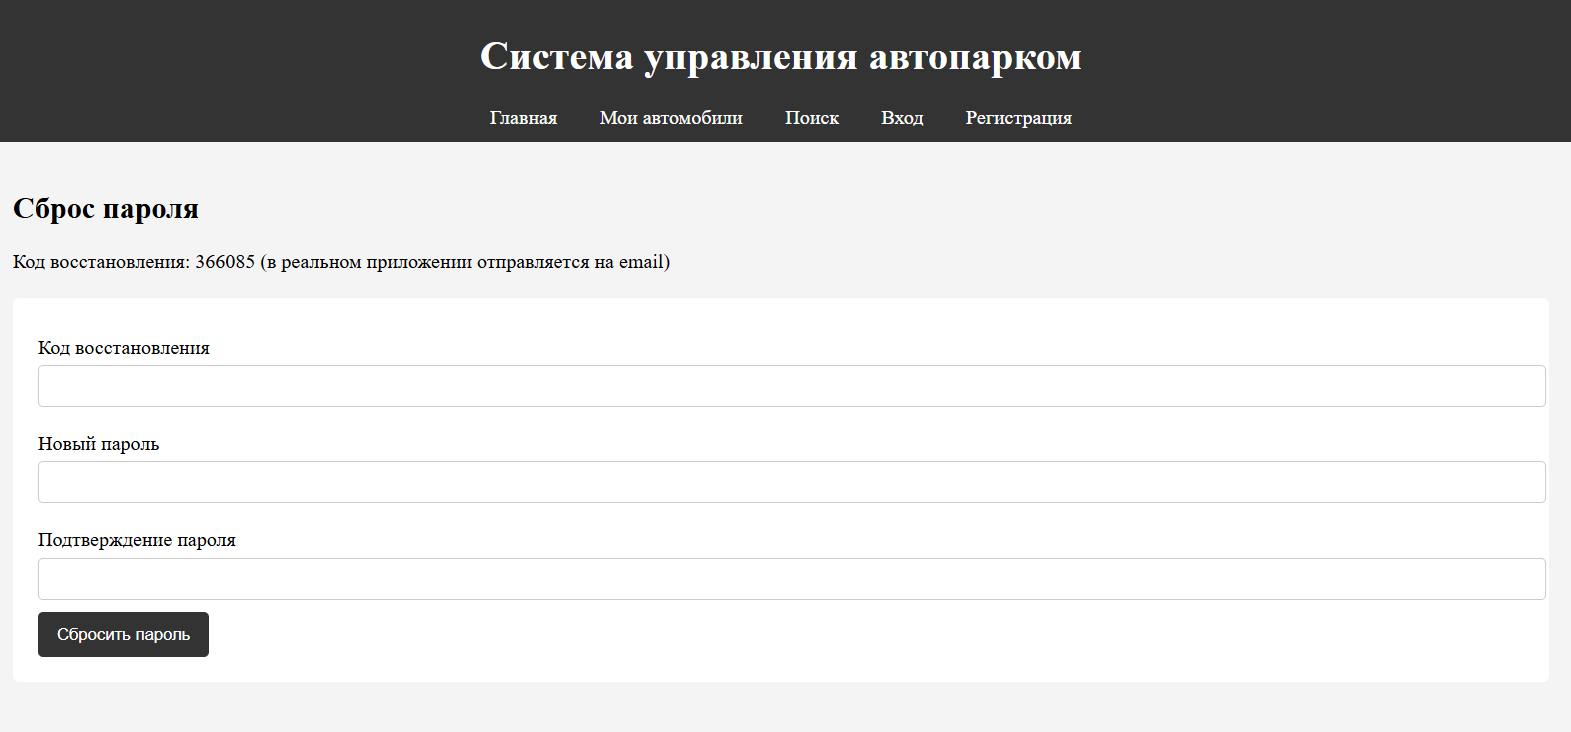 Система управления автопарком
Главная Мои автомобили Поиск Вход Регистрация
Сброс пароля
Код восстановления: 366085 (в реальном приложении отправляется на email)
Код восстановления
Новый пароль
Подтверждение пароля
Сбросить пароль